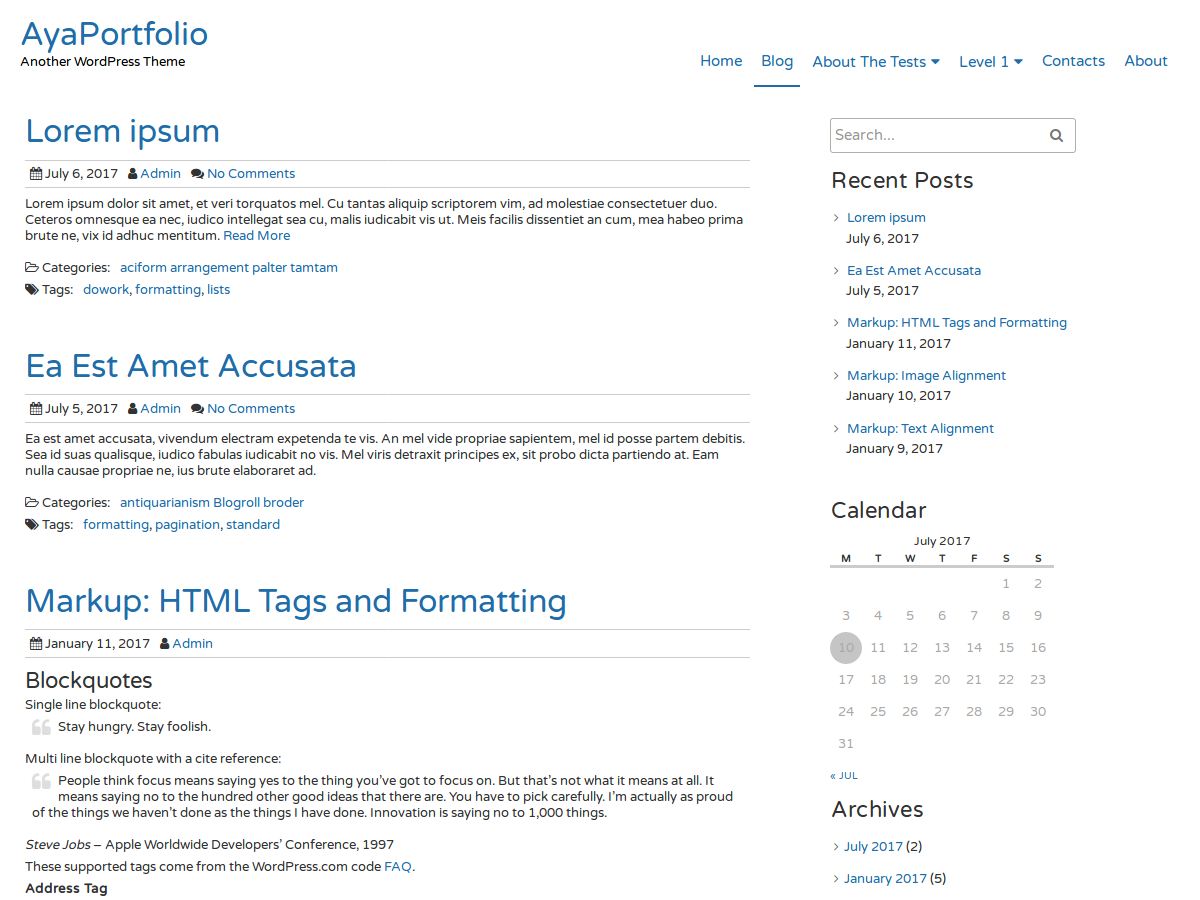 AyaPortfolio
Another WordPress Theme
Home Blog About The Tests Level 1 Contacts About
Lorem ipsum
July 6, 2017 Admin No Comments
Lorem ipsum dolor sit amet, et veri torquatos mel. Cu tantas aliquip scriptorem vim, ad molestiae consectetuer duo.
Ceteros omnesque ea nec, iudico intellegat sea cu, malis iudicabit vis ut. Meis facilis dissentiet an cum, mea habeo prima
brute ne, vix id adhuc mentitum. Read More
Categories: aciform arrangement palter tamtam
Tags: dowork, formatting, lists
Ea Est Amet Accusata
July 5, 2017 Admin No Comments
Ea est amet accusata, vivendum electram expetenda te vis. An mel vide propriae sapientem, mel id posse partem debitis.
Sea id suas qualisque, iudico fabulas iudicabit no vis. Mel viris detraxit principes ex, sit probo dicta partiendo at. Eam
nulla causae propriae ne, ius brute elaboraret ad.
Categories: antiquarianism Blogroll broder
Tags: formatting, pagination, standard
Markup: HTML Tags and Formatting
January 11, 2017 Admin
Blockquotes
Single line blockquote:
Stay hungry. Stay foolish.
Multi line blockquote with a cite reference:
People think focus means saying yes to the thing you’ve got to focus on. But that’s not what it means at all. It
means saying no to the hundred other good ideas that there are. You have to pick carefully. I’m actually as proud
of the things we haven’t done as the things I have done. Innovation is saying no to 1,000 things.
Steve Jobs – Apple Worldwide Developers’ Conference, 1997
These supported tags come from the WordPress.com code FAQ.
Address Tag
Search...
Recent Posts
Lorem ipsum
July 6, 2017
Ea Est Amet Accusata
July 5, 2017
Markup: HTML Tags and Formatting
January 11, 2017
Markup: Image Alignment
January 10, 2017
Markup: Text Alignment
January 9, 2017
Calendar
July 2017
M T W T F S S
1 2
3 4 5 6 7 8 9
10 11 12 13 14 15 16
17 18 19 20 21 22 23
24 25 26 27 28 29 30
31
« JUL
Archives
July 2017 (2)
January 2017 (5)